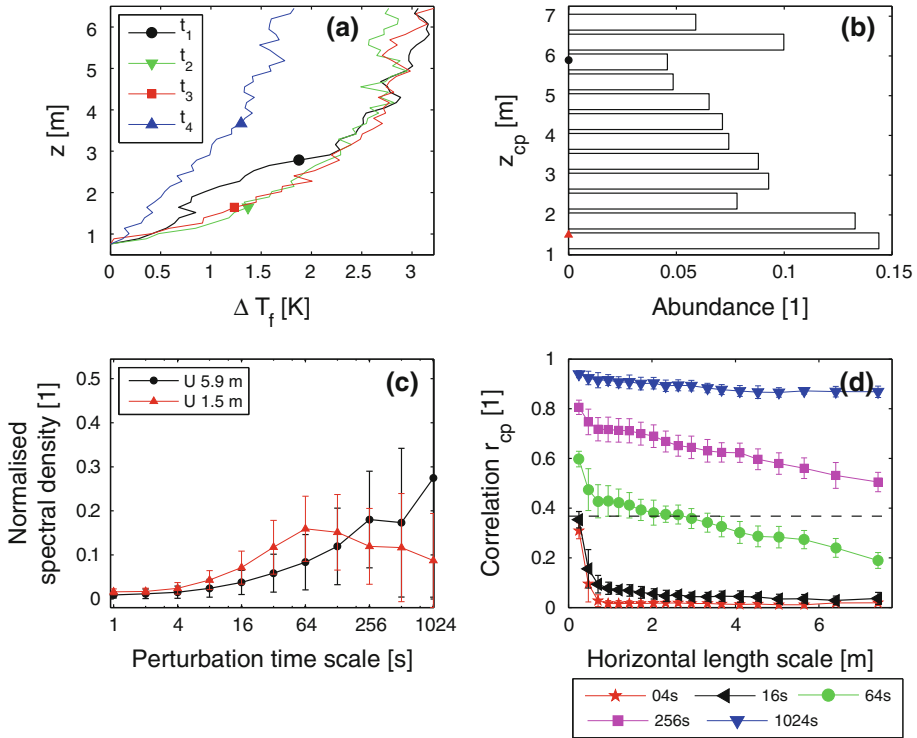 (a)
t1
t2
t3
t4
z [m]
6
5
4
3
2
1
0 0.5 1 1.5 2 2.5 3
Δ Tf [K]
(b)
zcp [m]
7
6
5
4
3
2
1
0 0.05 0.1 0.15
Abundance [1]
(c)
U 5.9 m
U 1.5 m
Normalised
spectral density [1]
0.5
0.4
0.3
0.2
0.1
0
1 4 16 64 256 1024
Perturbation time scale [s]
(d)
Correlation rcp [1]
1
0.8
0.6
0.4
0.2
0
0 2 4 6
Horizontal length scale [m]
04s 16s 64s
256s 1024s